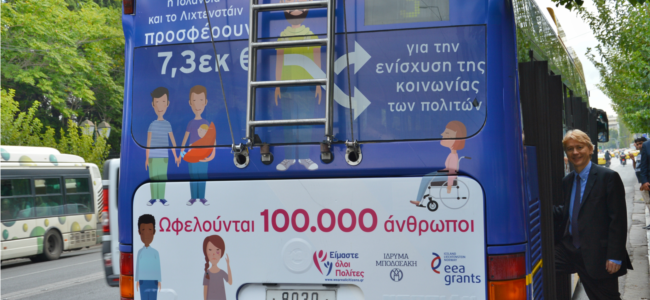 η Ισλανδία
και το Λιχτενστάιν
προσφέρουν
7,3εκ €
για την
ενίσχυση της
κοινωνίας
των πολιτών
Ωφελούνται 100.000 άνθρωποι
Είμαστε
όλοι
Πολίτες
ΙΔΡΥΜΑ
ΜΠΟΔΟΣΑΚΗ
eea
grants
8030